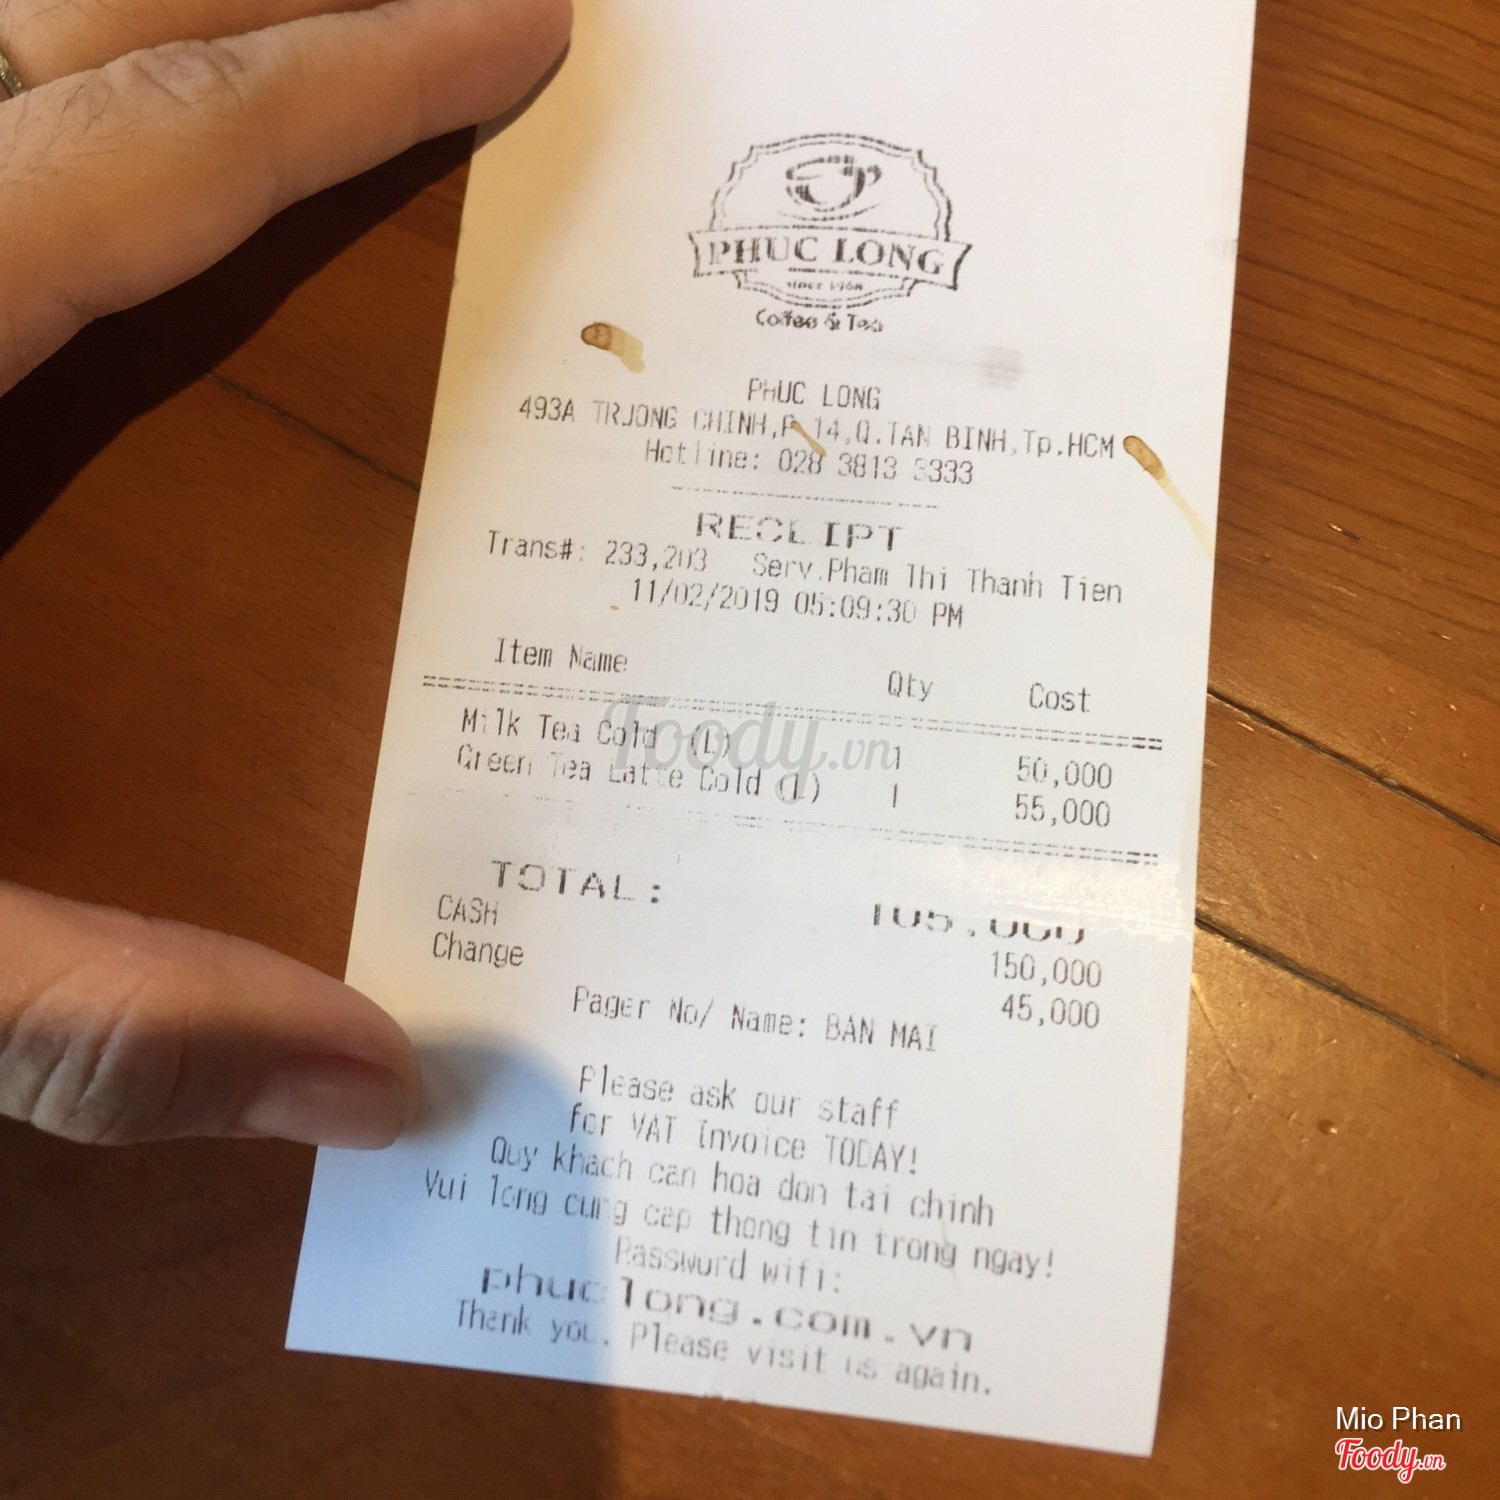 PHUC LONG
since 1968
Coffee & Tea
PHUC LONG
493A TRUONG CHINH,P.14,Q.TAN BINH,Tp.HCM
Hotline: 028 3813 3333
RECEIPT
Trans#: 233,203 Serv.Pham Thi Thanh Tien
11/02/2019 05:09:30 PM
Item Name Qty Cost
Milk Tea Cold (L) 1 50,000
Green Tea Latte Cold (L) 1 55,000
TOTAL: 105,000
CASH 150,000
Change 45,000
Pager No/ Name: BAN MAI
Please ask our staff
for VAT Invoice TODAY!
Quy khach can hoa don tai chinh
Vui long cung cap thong tin trong ngay!
Password wifi:
phuclong.com.vn
Thank you. Please visit us again.
Foody.vn
Mio Phan
Foody.vn